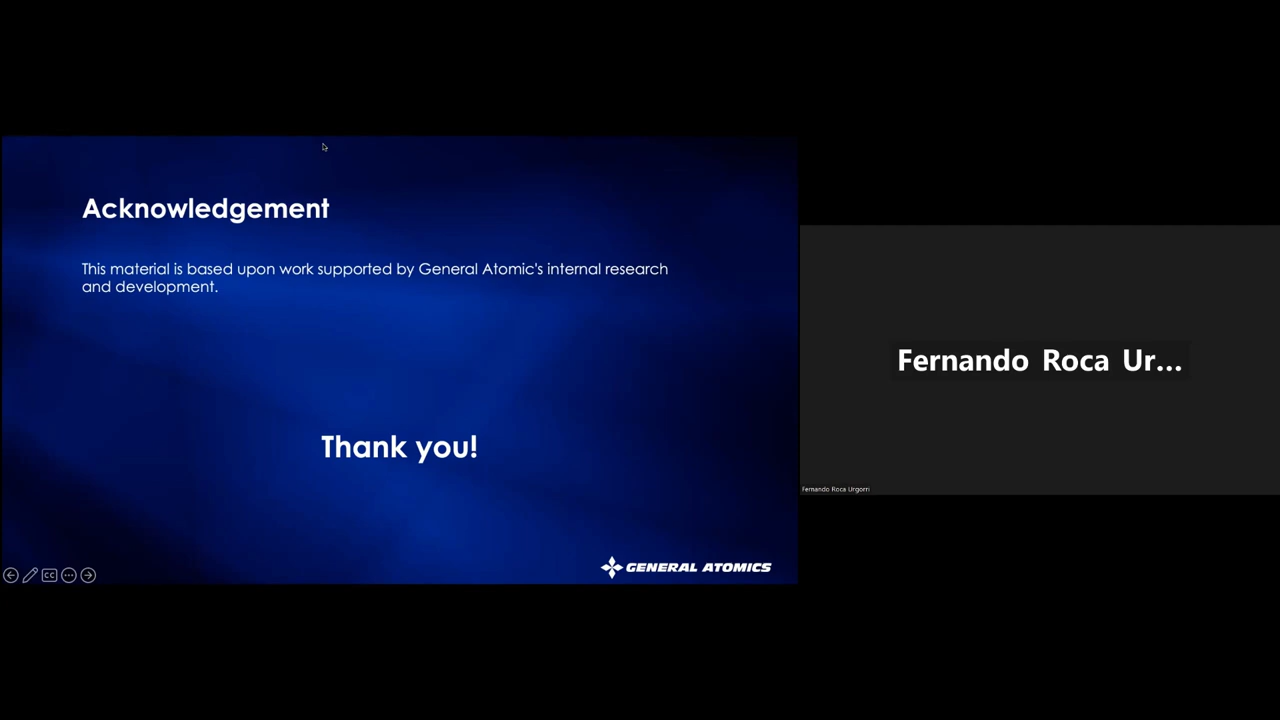 Acknowledgement
This material is based upon work supported by General Atomic's internal research
and development.
Thank you!
CC
GENERAL ATOMICS
Fernando Roca Ur...
Fernando Roca Urgorri